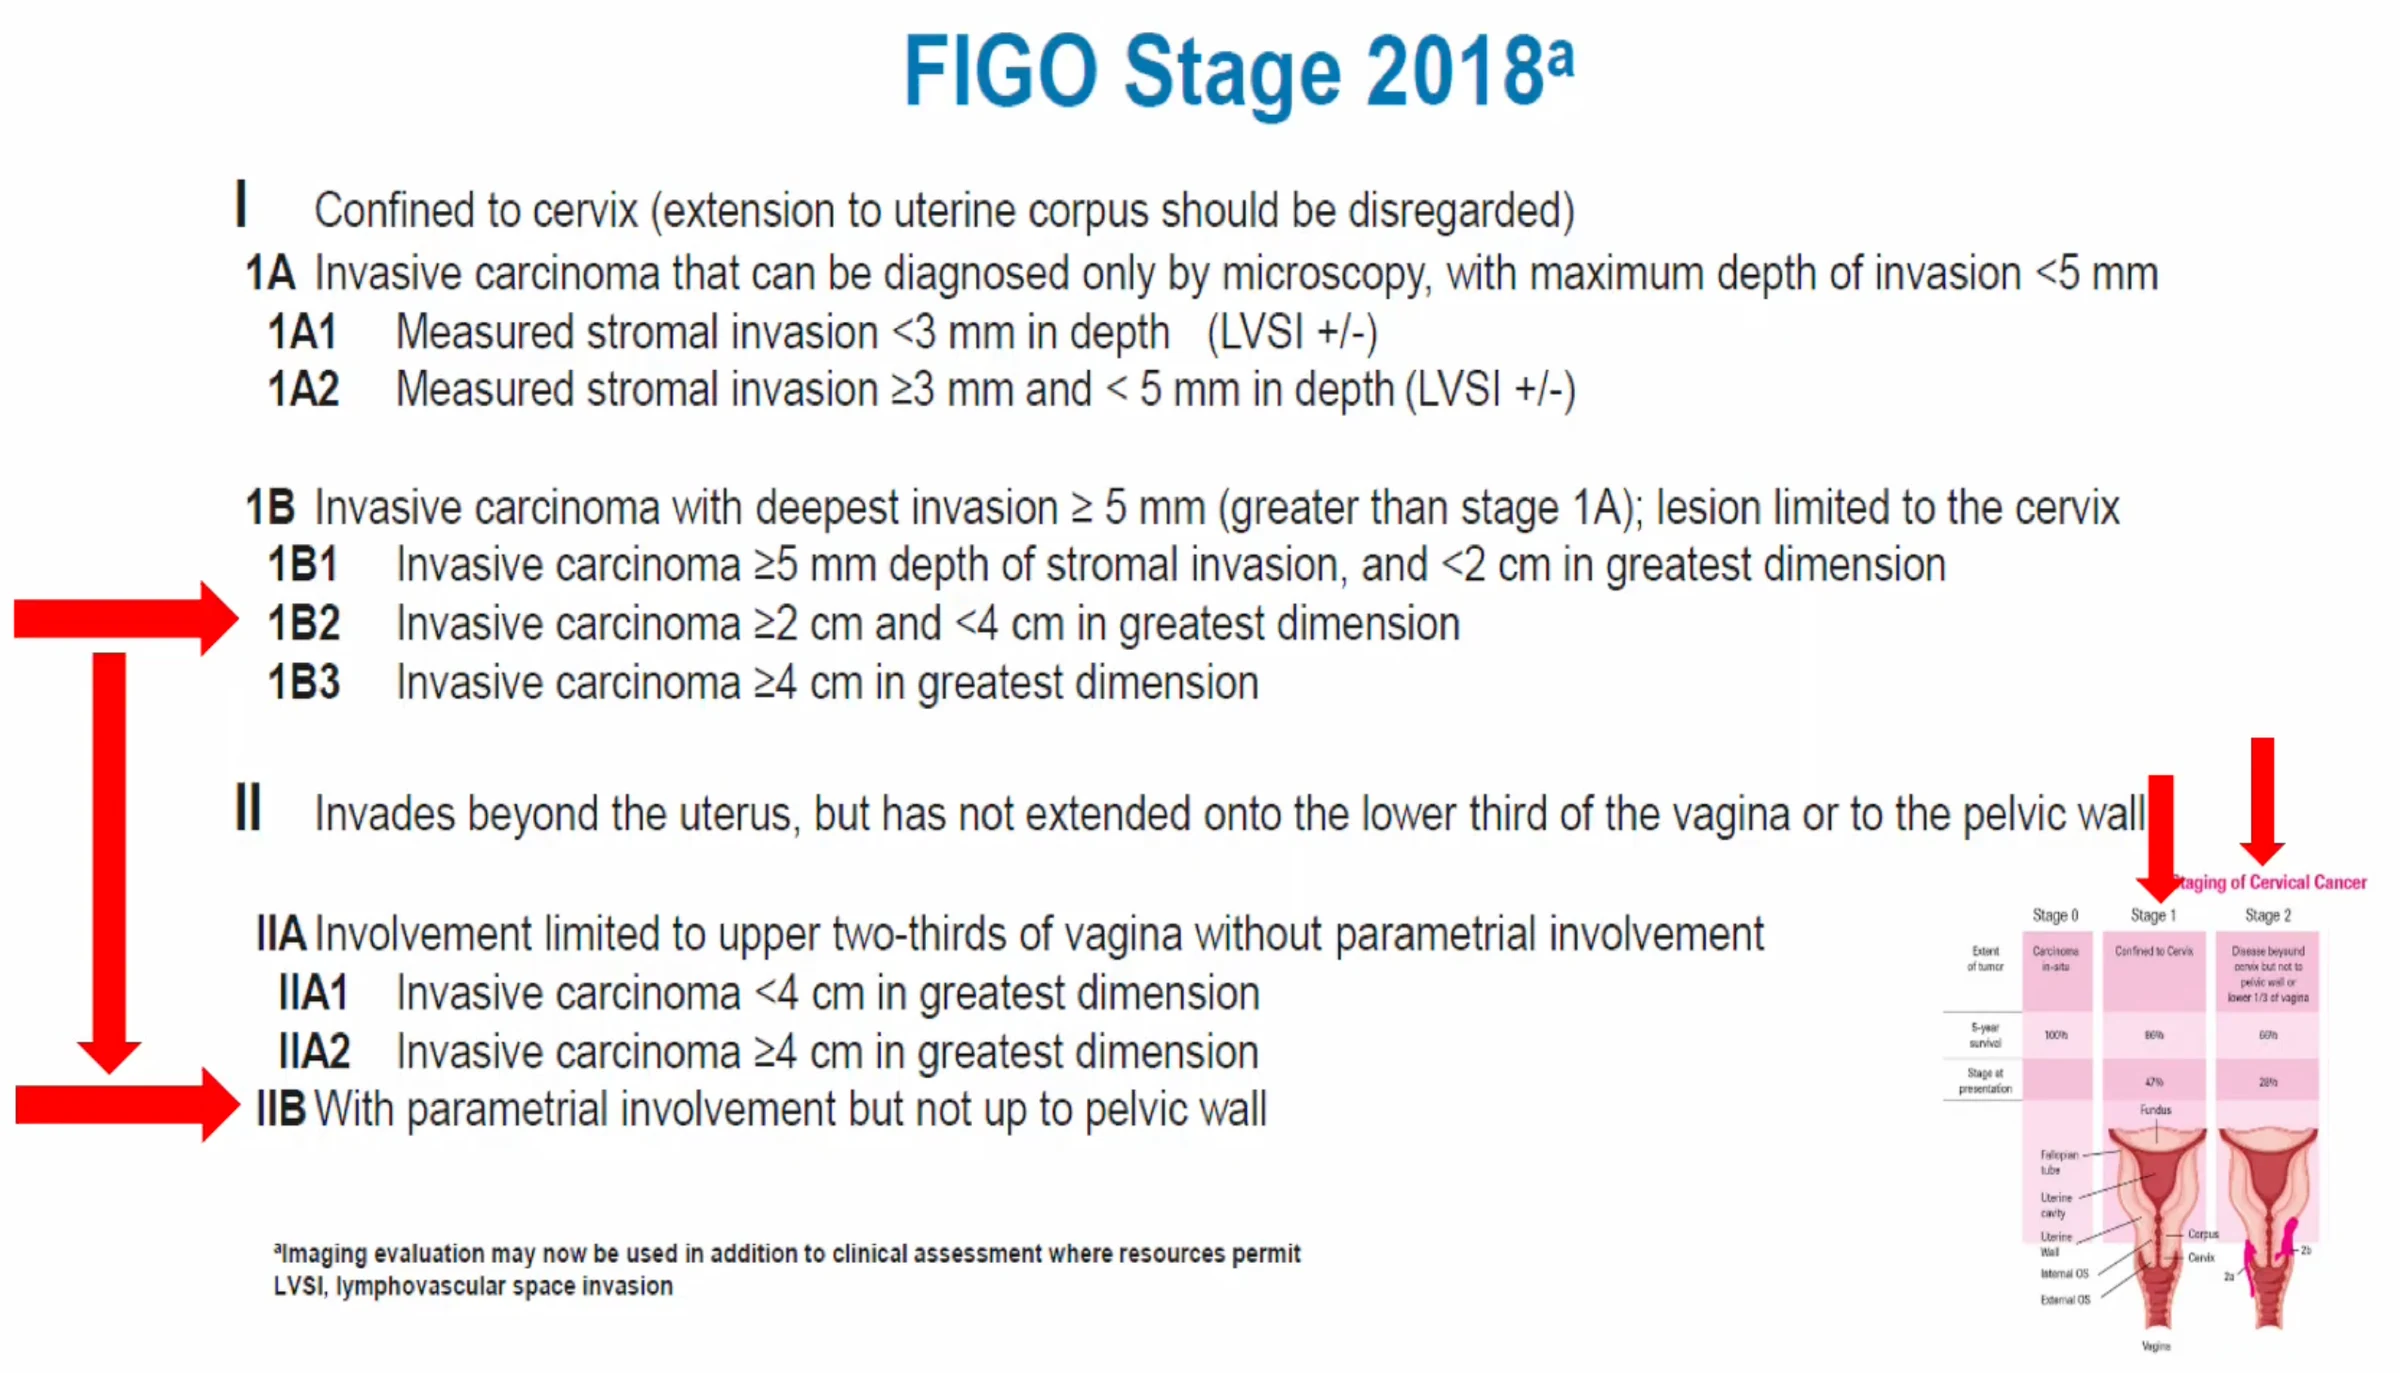 FIGO Stage 2018ª
I Confined to cervix (extension to uterine corpus should be disregarded)
1A Invasive carcinoma that can be diagnosed only by microscopy, with maximum depth of invasion <5 mm
1A1 Measured stromal invasion <3 mm in depth (LVSI +/-)
1A2 Measured stromal invasion ≥3 mm and < 5 mm in depth (LVSI +/-)
1B Invasive carcinoma with deepest invasion ≥ 5 mm (greater than stage 1A); lesion limited to the cervix
1B1 Invasive carcinoma ≥5 mm depth of stromal invasion, and <2 cm in greatest dimension
1B2 Invasive carcinoma ≥2 cm and <4 cm in greatest dimension
1B3 Invasive carcinoma ≥4 cm in greatest dimension
II Invades beyond the uterus, but has not extended onto the lower third of the vagina or to the pelvic wall
IIA Involvement limited to upper two-thirds of vagina without parametrial involvement
IIA1 Invasive carcinoma <4 cm in greatest dimension
IIA2 Invasive carcinoma ≥4 cm in greatest dimension
IIB With parametrial involvement but not up to pelvic wall
ªImaging evaluation may now be used in addition to clinical assessment where resources permit
LVSI, lymphovascular space invasion
taging of Cervical Cancer
Stage 0 Stage 1 Stage 2
Extent
of tumor
Carcinoma
in-situ
Confined to Cervix
Disease beyound
cervix but not to
pelvic wall or
lower 1/3 of vagina
5-year
survival
100% 86% 66%
Stage at
presentation
47% 28%
Fundus
Fallopian
tube
Uterine
cavity
Uterine
Wall
Internal OS
External OS
Corpus
Cervix
2a
2b
Vagina